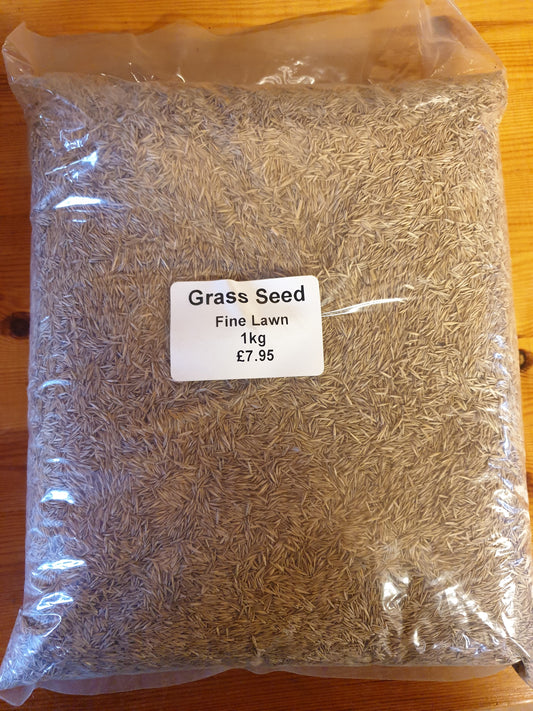 Grass Seed
Fine Lawn
1kg
£7.95